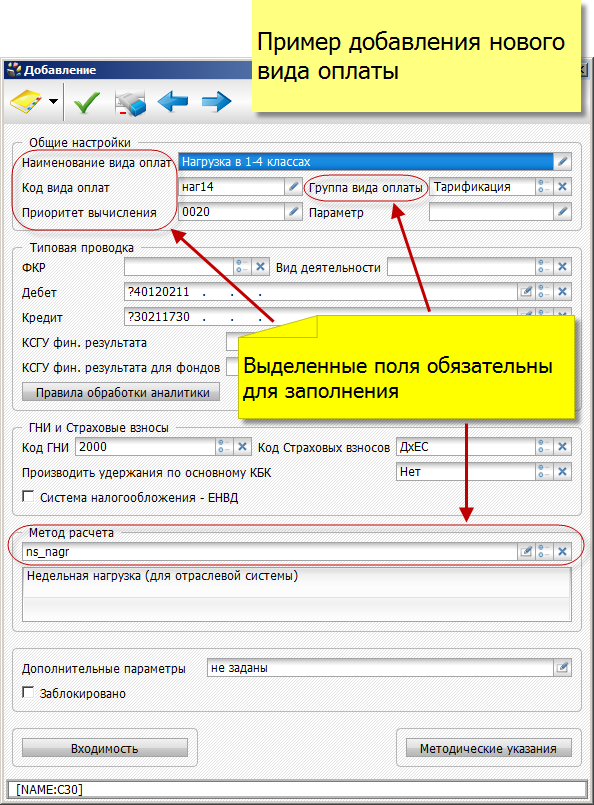 Пример добавления нового
вида оплаты
Добавление
Общие настройки
Наименование вида оплат Нагрузка в 1-4 классах
Код вида оплат наг14 Группа вида оплаты Тарификация
Приоритет вычисления 0020 Параметр
Типовая проводка
ФКР Вид деятельности
Дебет ?40120211 . . .
Кредит ?30211730 . . .
КСГУ фин. результата
КСГУ фин. результата для фондов
Выделенные поля обязательны
для заполнения
Правила обработки аналитики
ГНИ и Страховые взносы
Код ГНИ 2000 Код Страховых взносов ДхЕС
Производить удержания по основному КБК Нет
Система налогообложения - ЕНВД
Метод расчета
ns_nagr
Недельная нагрузка (для отраслевой системы)
Дополнительные параметры не заданы
Заблокировано
Входимость Методические указания
[NAME:C30]